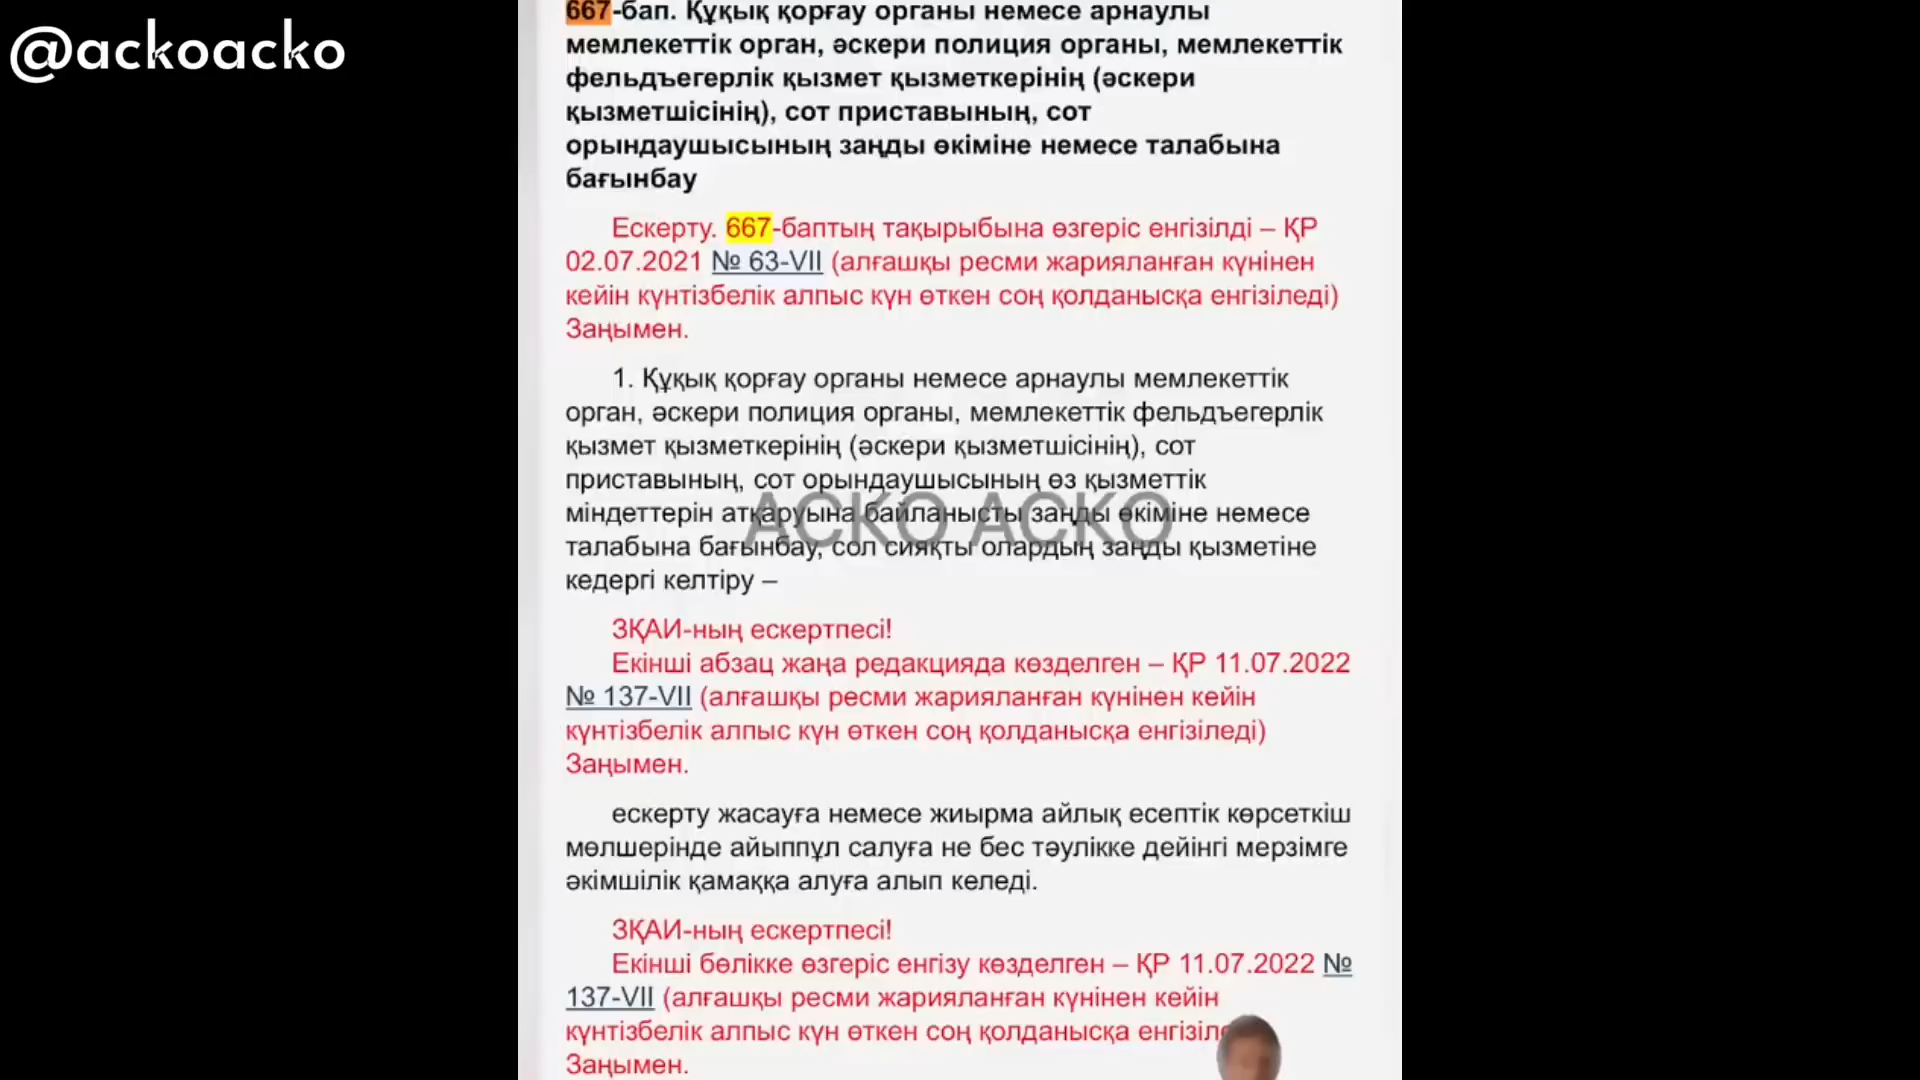 @ackoacko
667-бап. Құқық қорғау органы немесе арнаулы
мемлекеттік орган, әскери полиция органы, мемлекеттік
фельдъегерлік қызмет қызметкерінің (әскери
қызметшісінің), сот приставының, сот
орындаушысының заңды өкіміне немесе талабына
бағынбау
Ескерту. 667-баптың тақырыбына өзгеріс енгізілді – ҚР
02.07.2021 № 63-VII (алғашқы ресми жарияланған күнінен
кейін күнтізбелік алпыс күн өткен соң қолданысқа енгізіледі)
Заңымен.
1. Құқық қорғау органы немесе арнаулы мемлекеттік
орган, әскери полиция органы, мемлекеттік фельдъегерлік
қызмет қызметкерінің (әскери қызметшісінің), сот
приставының, сот орындаушысының өз қызметтік
міндеттерін атқаруына байланысты заңды өкіміне немесе
талабына бағынбау, сол сияқты олардың заңды қызметіне
кедергі келтіру –
ACKO ACKO
ЗҚАИ-ның ескертпесі!
Екінші абзац жаңа редакцияда көзделген – ҚР 11.07.2022
№ 137-VII (алғашқы ресми жарияланған күнінен кейін
күнтізбелік алпыс күн өткен соң қолданысқа енгізіледі)
Заңымен.
ескерту жасауға немесе жиырма айлық есептік көрсеткіш
мөлшерінде айыппұл салуға не бес тәулікке дейінгі мерзімге
әкімшілік қамаққа алуға алып келеді.
ЗҚАИ-ның ескертпесі!
Екінші бөлікке өзгеріс енгізу көзделген – ҚР 11.07.2022 №
137-VII (алғашқы ресми жарияланған күнінен кейін
күнтізбелік алпыс күн өткен соң қолданысқа
Заңымен.